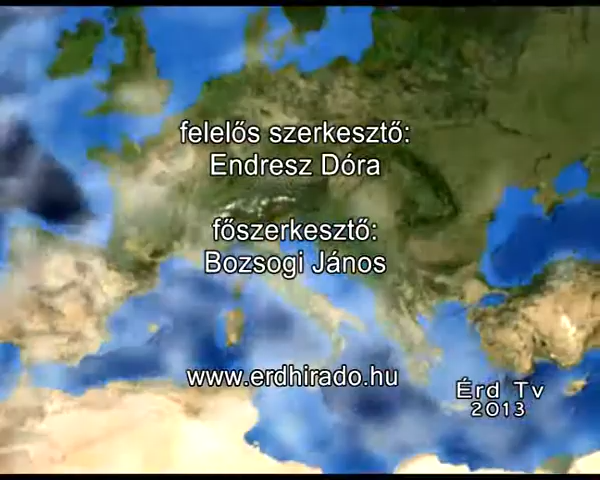 felelős szerkesztő:
Endresz Dóra
főszerkesztő:
Bozsogi János
www.erdhirado.hu
Érd Tv
2013